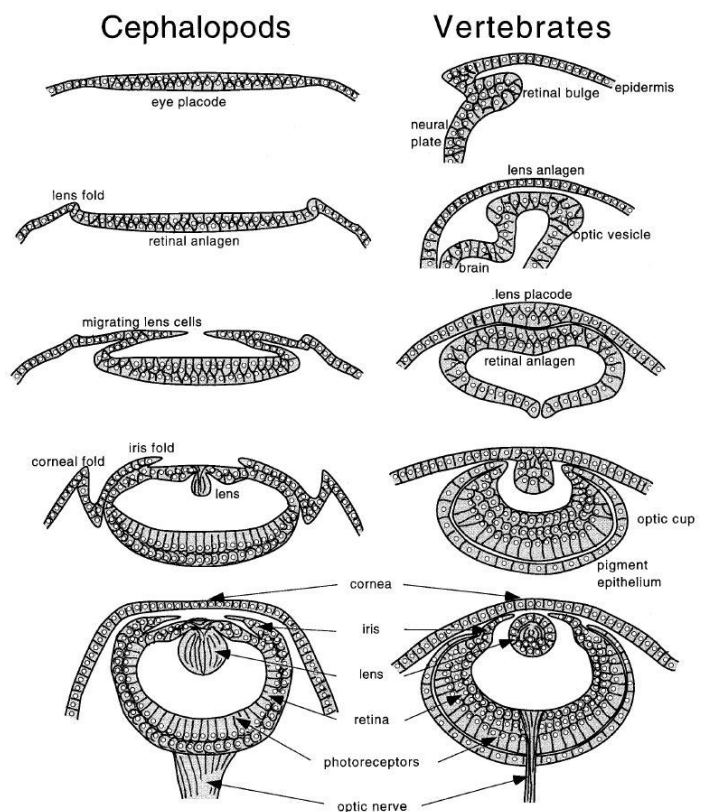 Cephalopods
Vertebrates
eye placode
retinal bulge
epidermis
neural
plate
lens fold
retinal anlagen
lens anlagen
optic vesicle
brain
migrating lens cells
lens placode
retinal anlagen
corneal fold
iris fold
lens
optic cup
pigment
epithelium
cornea
iris
lens
retina
photoreceptors
optic nerve